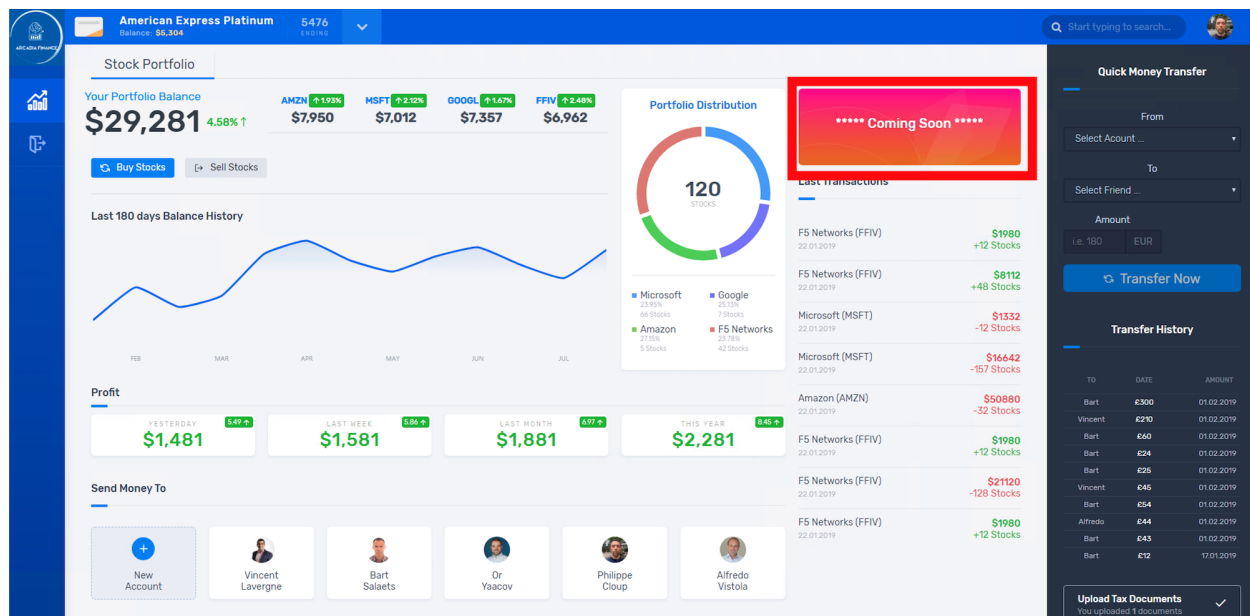 ARCADIA FINANCE
American Express Platinum
Balance: $5,304
5476
ENDING
Start typing to search...
Stock Portfolio
Your Portfolio Balance
$29,281 4.58% ↑
AMZN ↑ 1.93%
$7,950
MSFT ↑ 2.12%
$7,012
GOOGL ↑ 1.67%
$7,357
FFIV ↑ 2.48%
$6,962
Buy Stocks
Sell Stocks
Last 180 days Balance History
FEB MAR APR MAY JUN JUL
Portfolio Distribution
120
STOCKS
Microsoft
23.95%
66 Stocks
Google
25.13%
7 Stocks
Amazon
27.15%
5 Stocks
F5 Networks
23.78%
42 Stocks
Profit
YESTERDAY 5.49 ↑
$1,481
LAST WEEK 5.86 ↑
$1,581
LAST MONTH 6.97 ↑
$1,881
THIS YEAR 8.45 ↑
$2,281
Send Money To
New
Account
Vincent
Lavergne
Bart
Salaets
Or
Yaacov
Philippe
Cloup
Alfredo
Vistola
***** Coming Soon *****
Last Transactions
F5 Networks (FFIV) $1980
22.01.2019 +12 Stocks
F5 Networks (FFIV) $8112
22.01.2019 +48 Stocks
Microsoft (MSFT) $1332
22.01.2019 -12 Stocks
Microsoft (MSFT) $16642
22.01.2019 -157 Stocks
Amazon (AMZN) $50880
22.01.2019 -32 Stocks
F5 Networks (FFIV) $1980
22.01.2019 +12 Stocks
F5 Networks (FFIV) $21120
22.01.2019 -128 Stocks
F5 Networks (FFIV) $1980
22.01.2019 +12 Stocks
Quick Money Transfer
From
Select Acount ...
To
Select Friend ...
Amount
i.e. 180 EUR
Transfer Now
Transfer History
TO DATE AMOUNT
Bart £300 01.02.2019
Vincent £210 01.02.2019
Bart £60 01.02.2019
Bart £24 01.02.2019
Bart £25 01.02.2019
Vincent £45 01.02.2019
Bart £54 01.02.2019
Alfredo £44 01.02.2019
Bart £43 01.02.2019
Bart £12 17.01.2019
Upload Tax Documents
You uploaded 1 documents